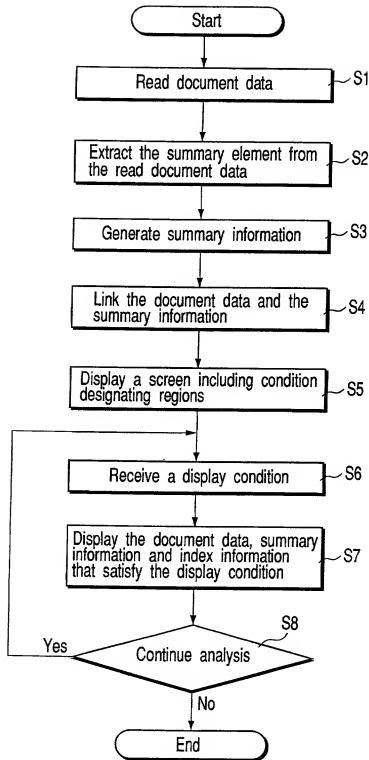 Start
Read document data
S1
Extract the summary element from
the read document data
S2
Generate summary information
S3
Link the document data and the
summary information
S4
Display a screen including condition
designating regions
S5
Receive a display condition
S6
Display the document data, summary
information and index information
that satisfy the display condition
S7
S8
Yes
Continue analysis
No
End